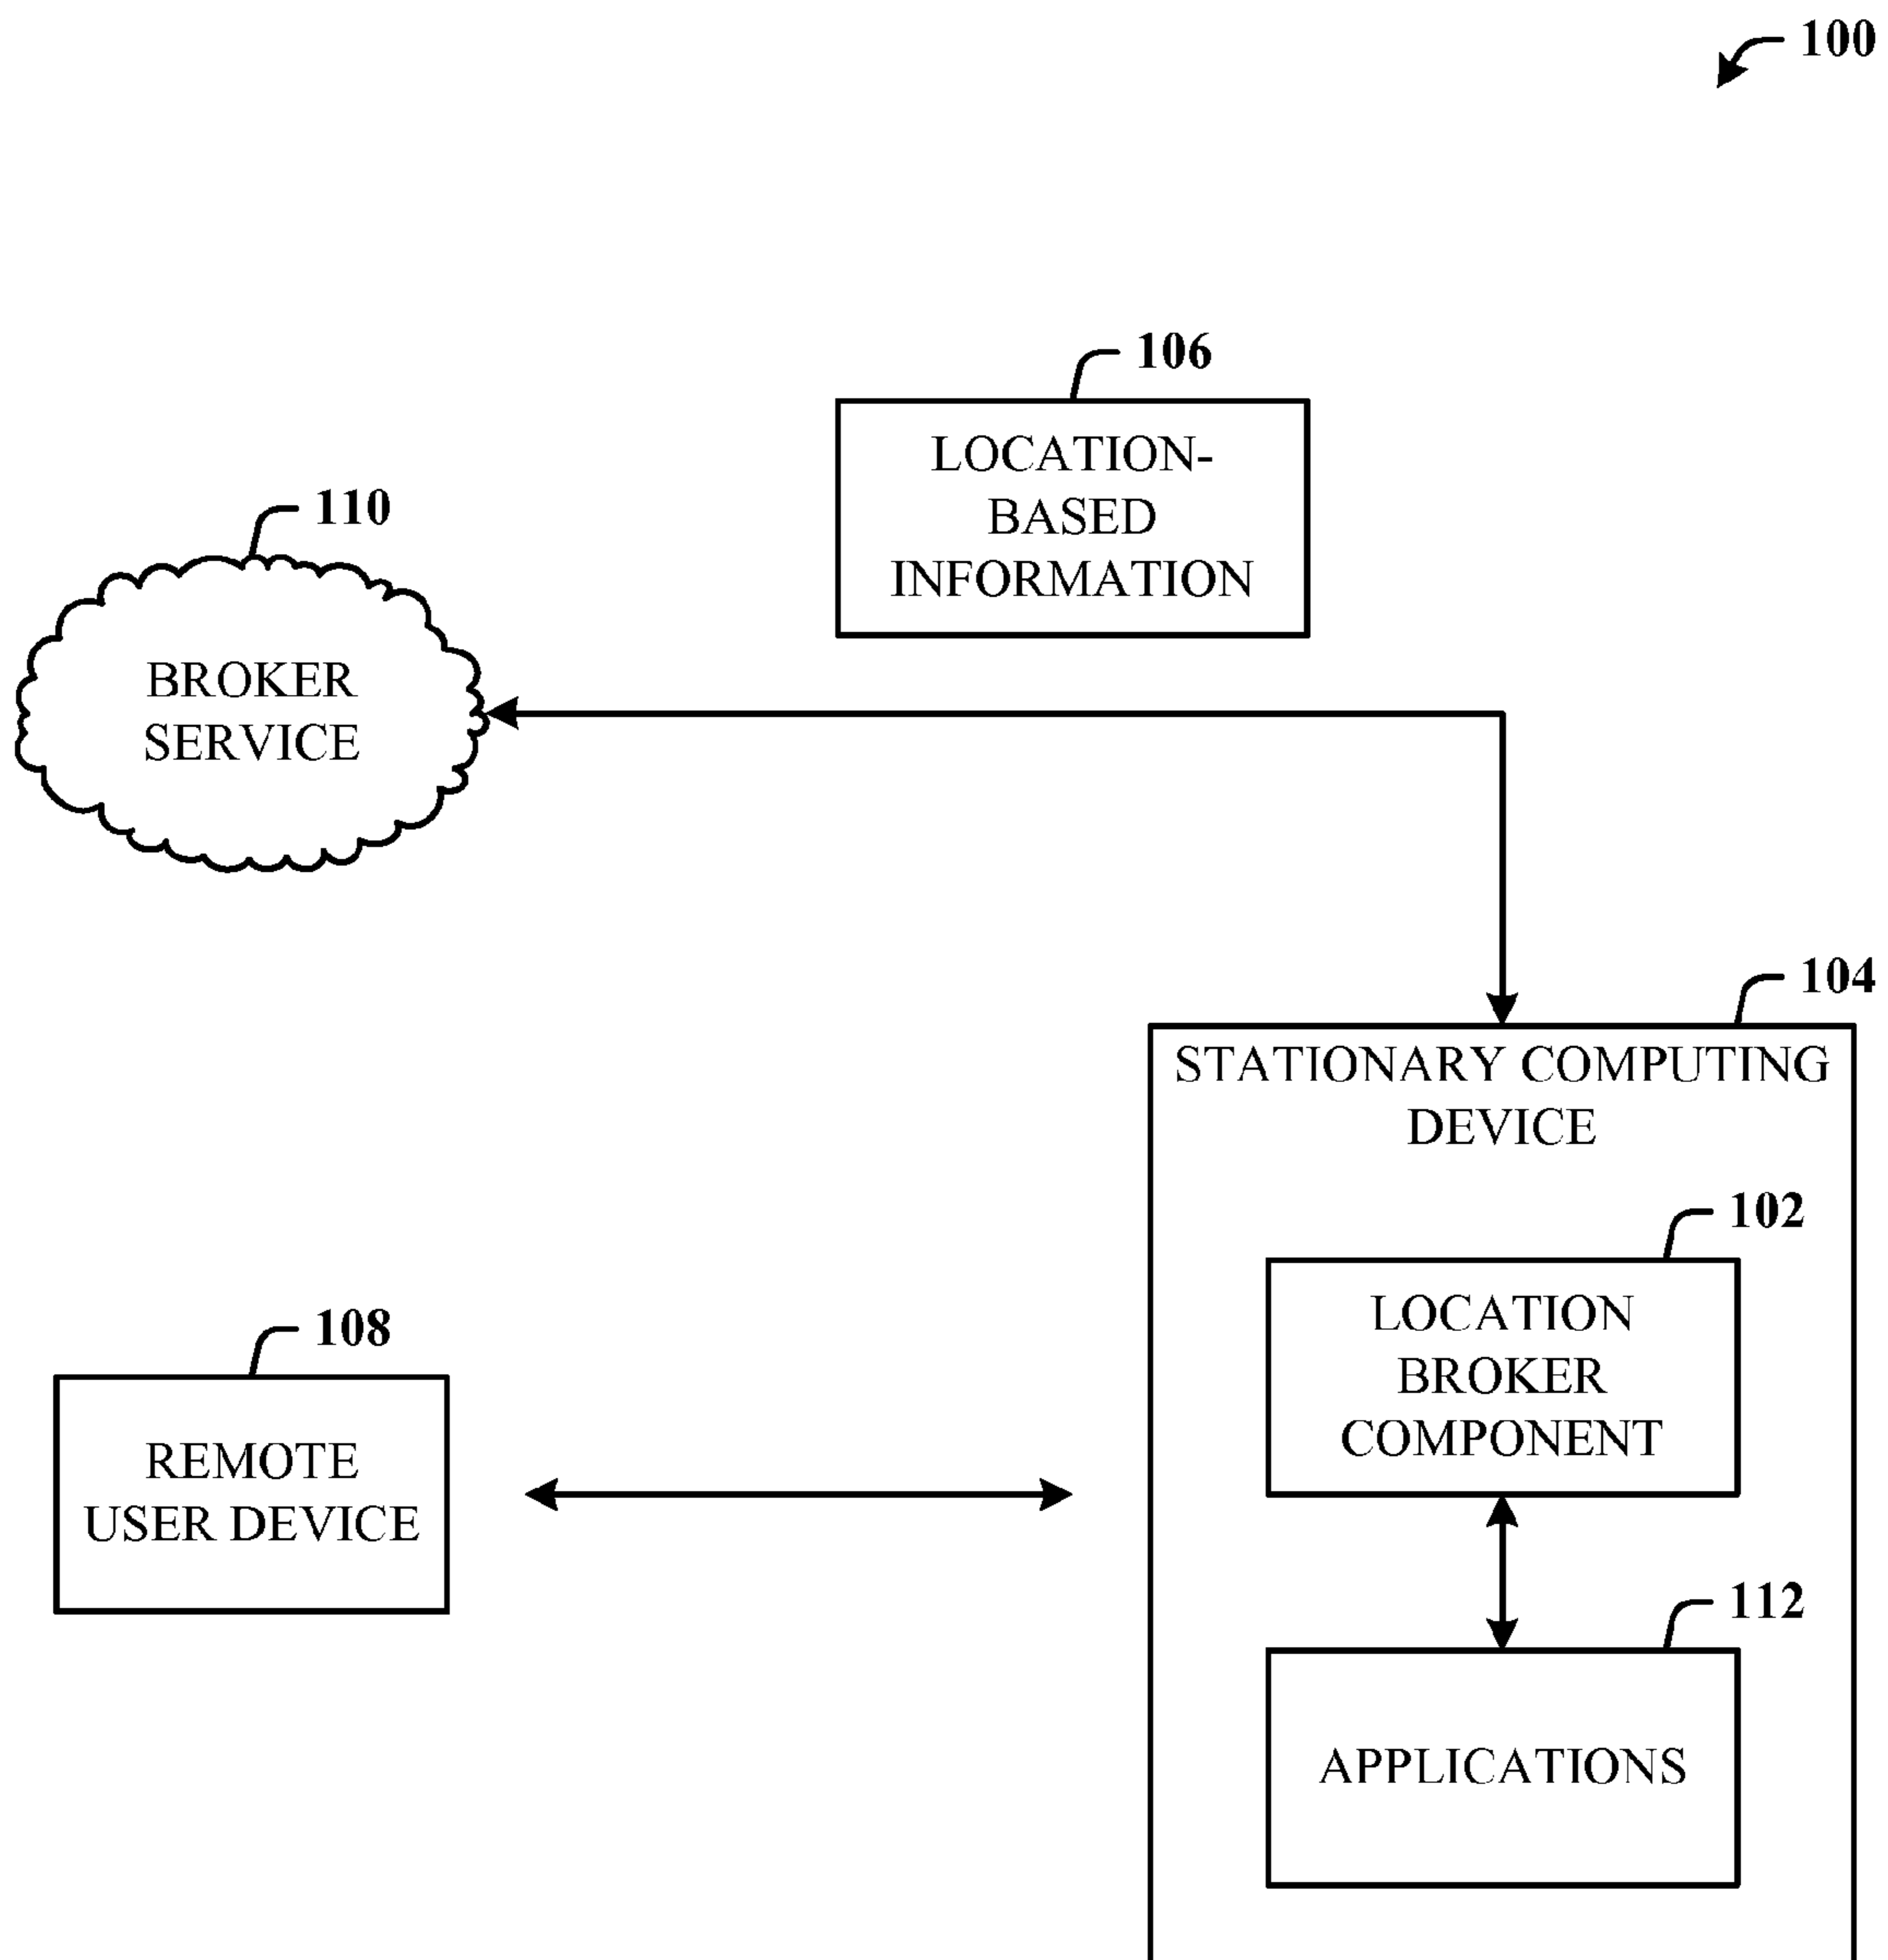 100
106
LOCATION-
BASED
INFORMATION
110
BROKER
SERVICE
104
STATIONARY COMPUTING
DEVICE
102
LOCATION
BROKER
COMPONENT
108
REMOTE
USER DEVICE
112
APPLICATIONS